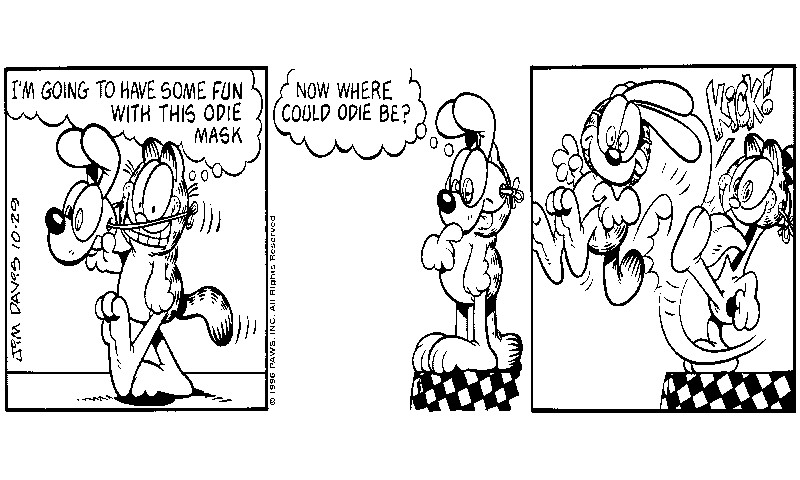 I'M GOING TO HAVE SOME FUN
WITH THIS ODIE
MASK
JIM DAVIS 10-29
© 1996 PAWS, INC. All Rights Reserved
NOW WHERE
COULD ODIE BE?
KICK!